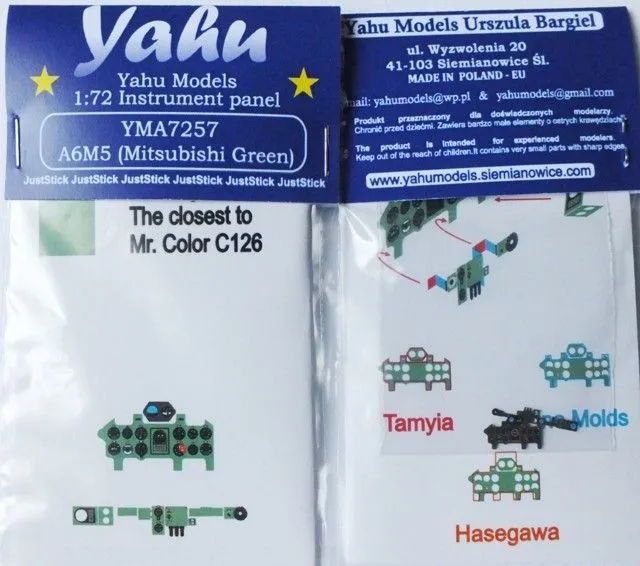 Yahu
Yahu Models
1:72 Instrument panel
YMA7257
A6M5 (Mitsubishi Green)
JustStick JustStick JustStick JustStick JustStick JustStick
The closest to
Mr. Color C126
Yahu Models Urszula Bargiel
ul. Wyzwolenia 20
41-103 Siemianowice Śl.
MADE IN POLAND - EU
mail: yahumodels@wp.pl & yahumodels@gmail.com
Produkt przeznaczony dla doświadczonych modelarzy.
Chronić przed dziećmi. Zawiera bardzo małe elementy o ostrych krawędziach
The product is intended for experienced modelers.
Keep out of the reach of children.It contains very small parts with sharp edges
www.yahumodels.siemianowice.com
Tamyia
Molds
Hasegawa